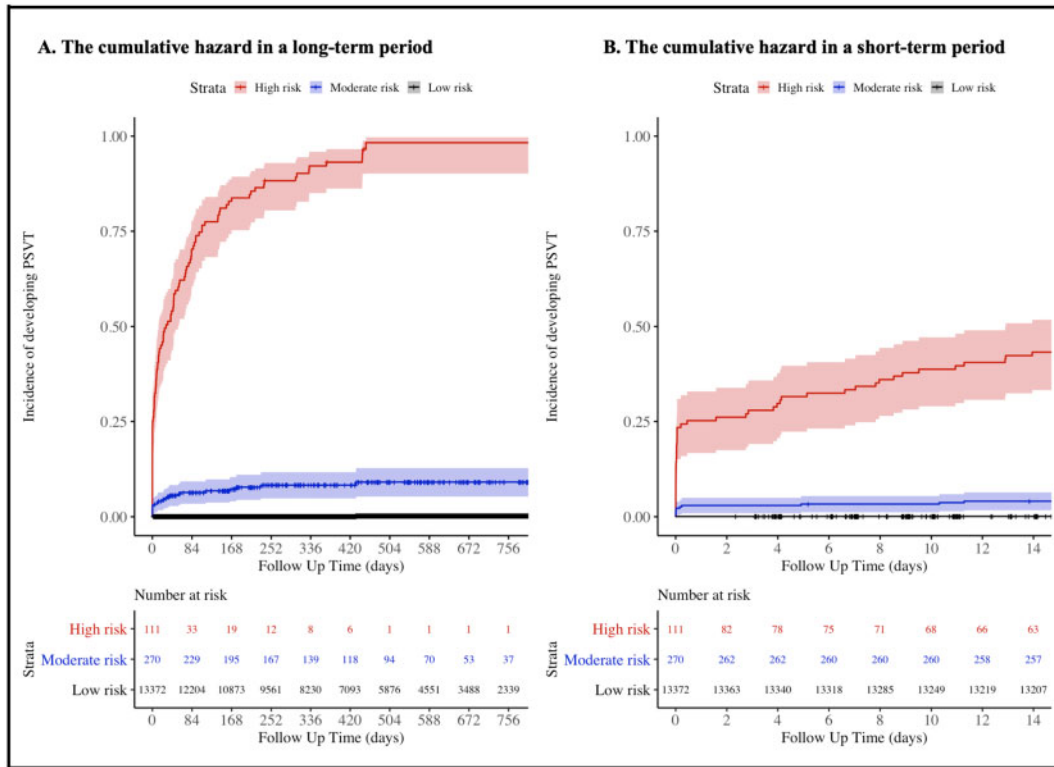 A. The cumulative hazard in a long-term period
Strata High risk Moderate risk Low risk
Incidence of developing PSVT
1.00
0.75
0.50
0.25
0.00
0 84 168 252 336 420 504 588 672 756
Follow Up Time (days)
Number at risk
Strata
High risk 111 33 19 12 8 6 1 1 1 1
Moderate risk 270 229 195 167 139 118 94 70 53 37
Low risk 13372 12204 10873 9561 8230 7093 5876 4551 3488 2339
0 84 168 252 336 420 504 588 672 756
Follow Up Time (days)
B. The cumulative hazard in a short-term period
Strata High risk Moderate risk Low risk
Incidence of developing PSVT
1.00
0.75
0.50
0.25
0.00
0 2 4 6 8 10 12 14
Follow Up Time (days)
Number at risk
Strata
High risk 111 82 78 75 71 68 66 63
Moderate risk 270 262 262 260 260 260 258 257
Low risk 13372 13363 13340 13318 13285 13249 13219 13207
0 2 4 6 8 10 12 14
Follow Up Time (days)